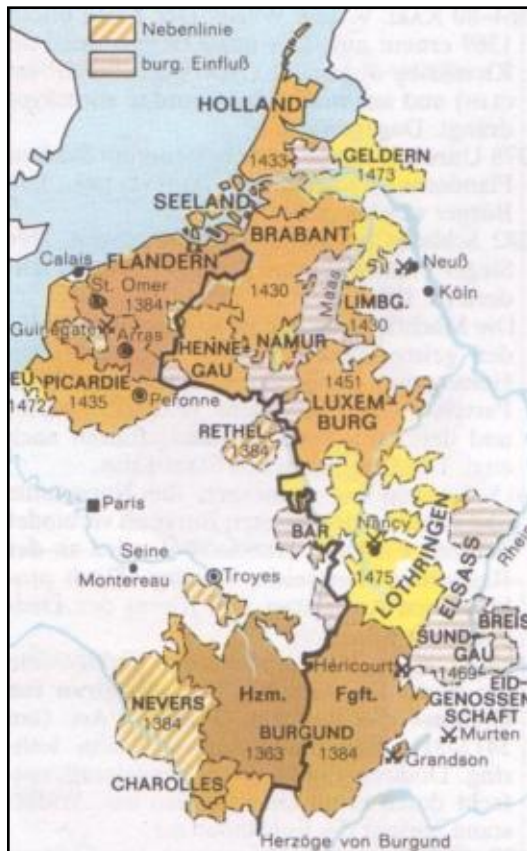 Nebenlinie
burg. Einfluß
HOLLAND
1433
GELDERN
1473
SEELAND
BRABANT
Calais
FLANDERN
Neuß
St. Omer
1384
1430
Maas
LIMBG.
1430
Köln
Guinegate
Arras
HENNE-
GAU
NAMUR
EU
1472
PICARDIE
1435
Peronne
1451
LUXEM-
BURG
RETHEL
1384
Paris
BAR
Nancy
LOTHRINGEN
ELSASS
Rhein
Seine
Montereau
Troyes
1475
BREIS
SUND-
GAU
1469
Héricourt
EID-
GENOSSEN
SCHAFT
Murten
NEVERS
1384
Hzm.
Fgft.
BURGUND
1363
1384
Grandson
CHAROLLES
Herzöge von Burgund